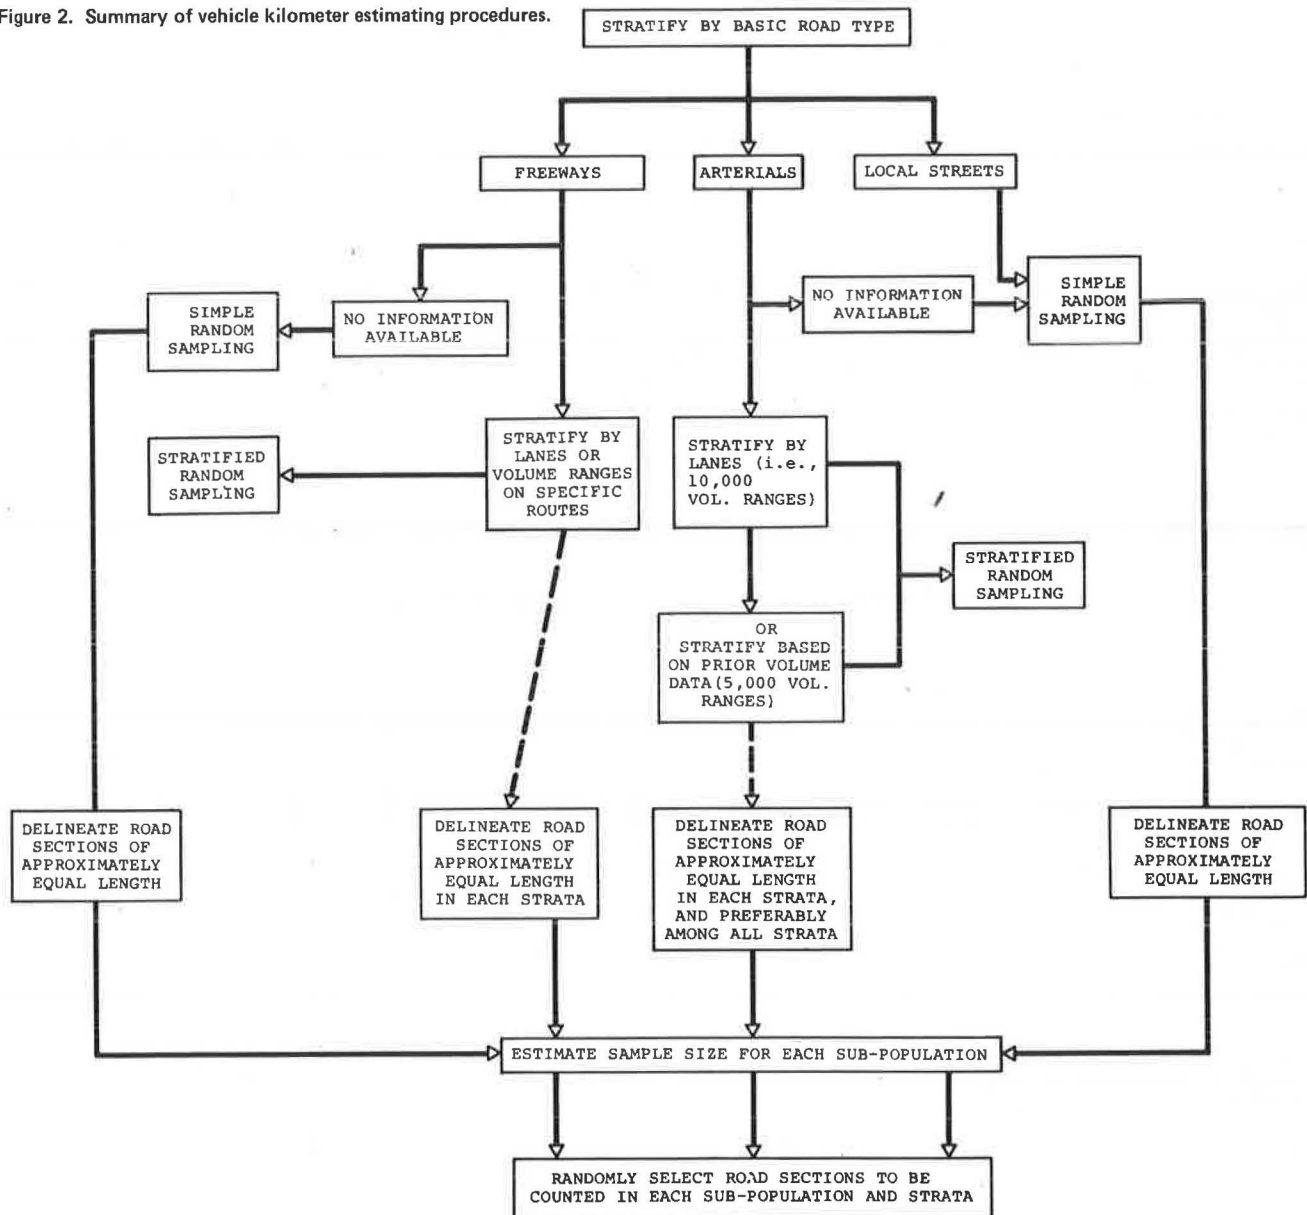 Figure 2. Summary of vehicle kilometer estimating procedures.
STRATIFY BY BASIC ROAD TYPE
FREEWAYS
ARTERIALS
LOCAL STREETS
SIMPLE
RANDOM
SAMPLING
NO INFORMATION
AVAILABLE
NO INFORMATION
AVAILABLE
SIMPLE
RANDOM
SAMPLING
STRATIFIED
RANDOM
SAMPLING
STRATIFY BY
LANES OR
VOLUME RANGES
ON SPECIFIC
ROUTES
STRATIFY BY
LANES (i.e.,
10,000
VOL. RANGES)
STRATIFIED
RANDOM
SAMPLING
OR
STRATIFY BASED
ON PRIOR VOLUME
DATA(5,000 VOL.
RANGES)
DELINEATE ROAD
SECTIONS OF
APPROXIMATELY
EQUAL LENGTH
DELINEATE ROAD
SECTIONS OF
APPROXIMATELY
EQUAL LENGTH
IN EACH STRATA
DELINEATE ROAD
SECTIONS OF
APPROXIMATELY
EQUAL LENGTH
IN EACH STRATA,
AND PREFERABLY
AMONG ALL STRATA
DELINEATE ROAD
SECTIONS OF
APPROXIMATELY
EQUAL LENGTH
ESTIMATE SAMPLE SIZE FOR EACH SUB-POPULATION
RANDOMLY SELECT ROAD SECTIONS TO BE
COUNTED IN EACH SUB-POPULATION AND STRATA